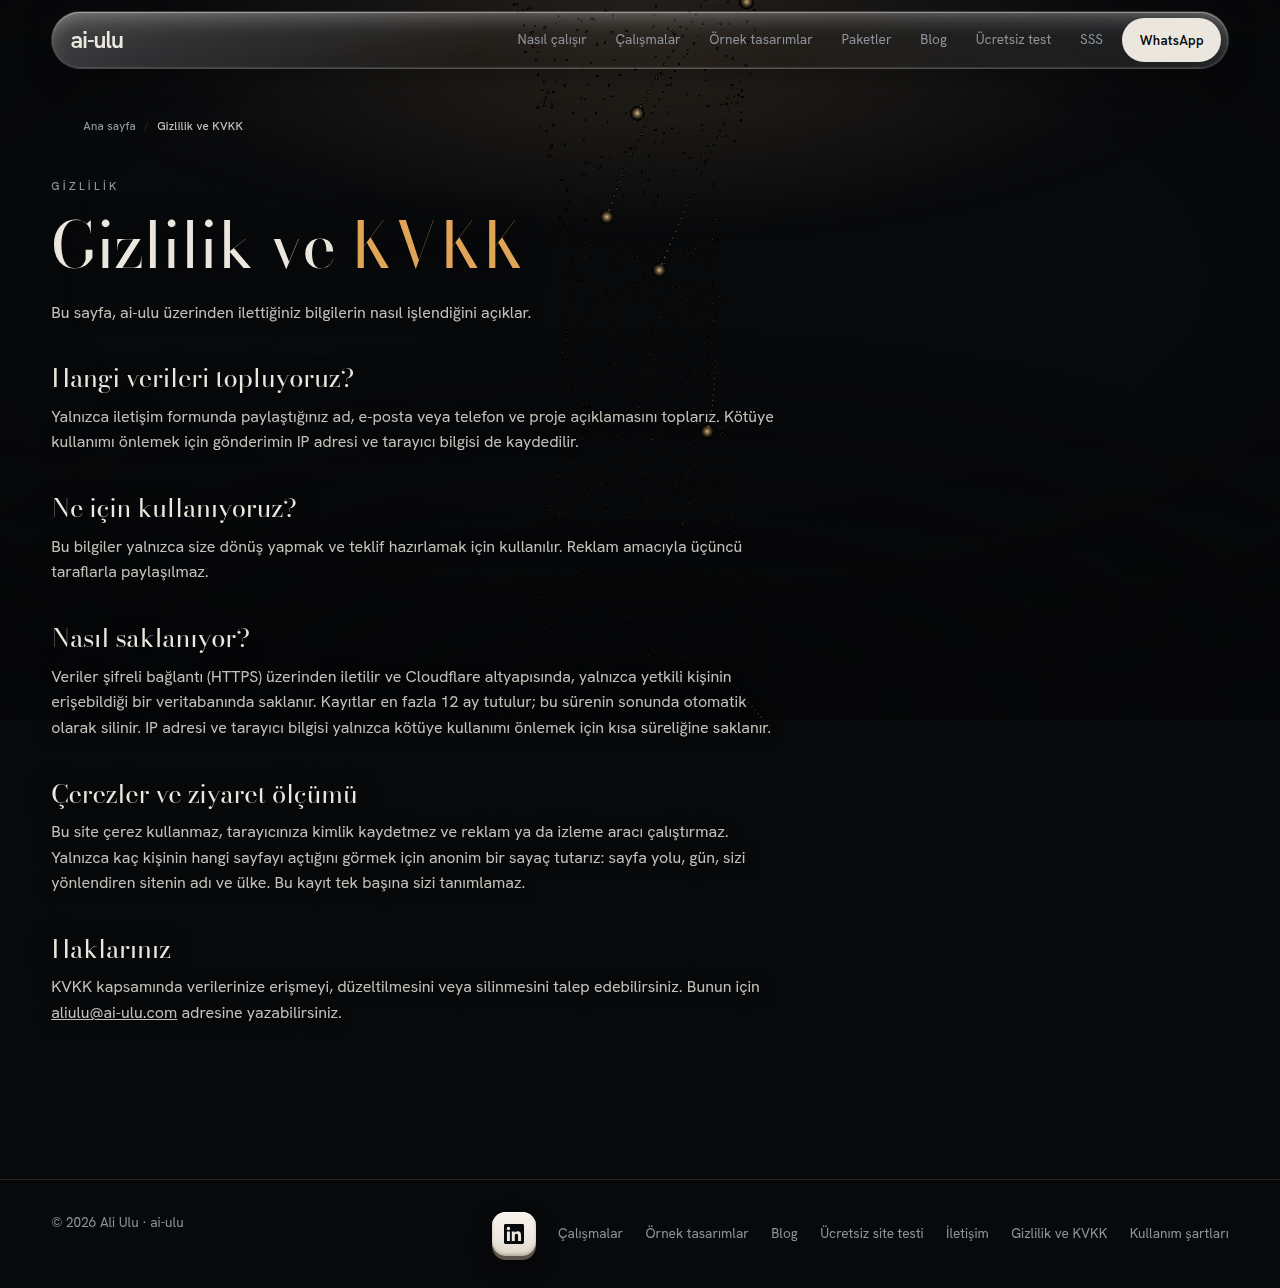 ai-ulu
Nasıl çalışır
Çalışmalar
Örnek tasarımlar
Paketler
Blog
Ücretsiz test
SSS
WhatsApp
Ana sayfa / Gizlilik ve KVKK
GİZLİLİK
Gizlilik ve KVKK
Bu sayfa, ai-ulu üzerinden ilettiğiniz bilgilerin nasıl işlendiğini açıklar.
Hangi verileri topluyoruz?
Yalnızca iletişim formunda paylaştığınız ad, e-posta veya telefon ve proje açıklamasını toplarız. Kötüye
kullanımı önlemek için gönderimin IP adresi ve tarayıcı bilgisi de kaydedilir.
Ne için kullanıyoruz?
Bu bilgiler yalnızca size dönüş yapmak ve teklif hazırlamak için kullanılır. Reklam amacıyla üçüncü
taraflarla paylaşılmaz.
Nasıl saklanıyor?
Veriler şifreli bağlantı (HTTPS) üzerinden iletilir ve Cloudflare altyapısında, yalnızca yetkili kişinin
erişebildiği bir veritabanında saklanır. Kayıtlar en fazla 12 ay tutulur; bu sürenin sonunda otomatik
olarak silinir. IP adresi ve tarayıcı bilgisi yalnızca kötüye kullanımı önlemek için kısa süreliğine saklanır.
Çerezler ve ziyaret ölçümü
Bu site çerez kullanmaz, tarayıcınıza kimlik kaydetmez ve reklam ya da izleme aracı çalıştırmaz.
Yalnızca kaç kişinin hangi sayfayı açtığını görmek için anonim bir sayaç tutarız: sayfa yolu, gün, sizi
yönlendiren sitenin adı ve ülke. Bu kayıt tek başına sizi tanımlamaz.
Haklarınız
KVKK kapsamında verilerinize erişmeyi, düzeltilmesini veya silinmesini talep edebilirsiniz. Bunun için
aliulu@ai-ulu.com adresine yazabilirsiniz.
© 2026 Ali Ulu · ai-ulu
in
Çalışmalar
Örnek tasarımlar
Blog
Ücretsiz site testi
İletişim
Gizlilik ve KVKK
Kullanım şartları